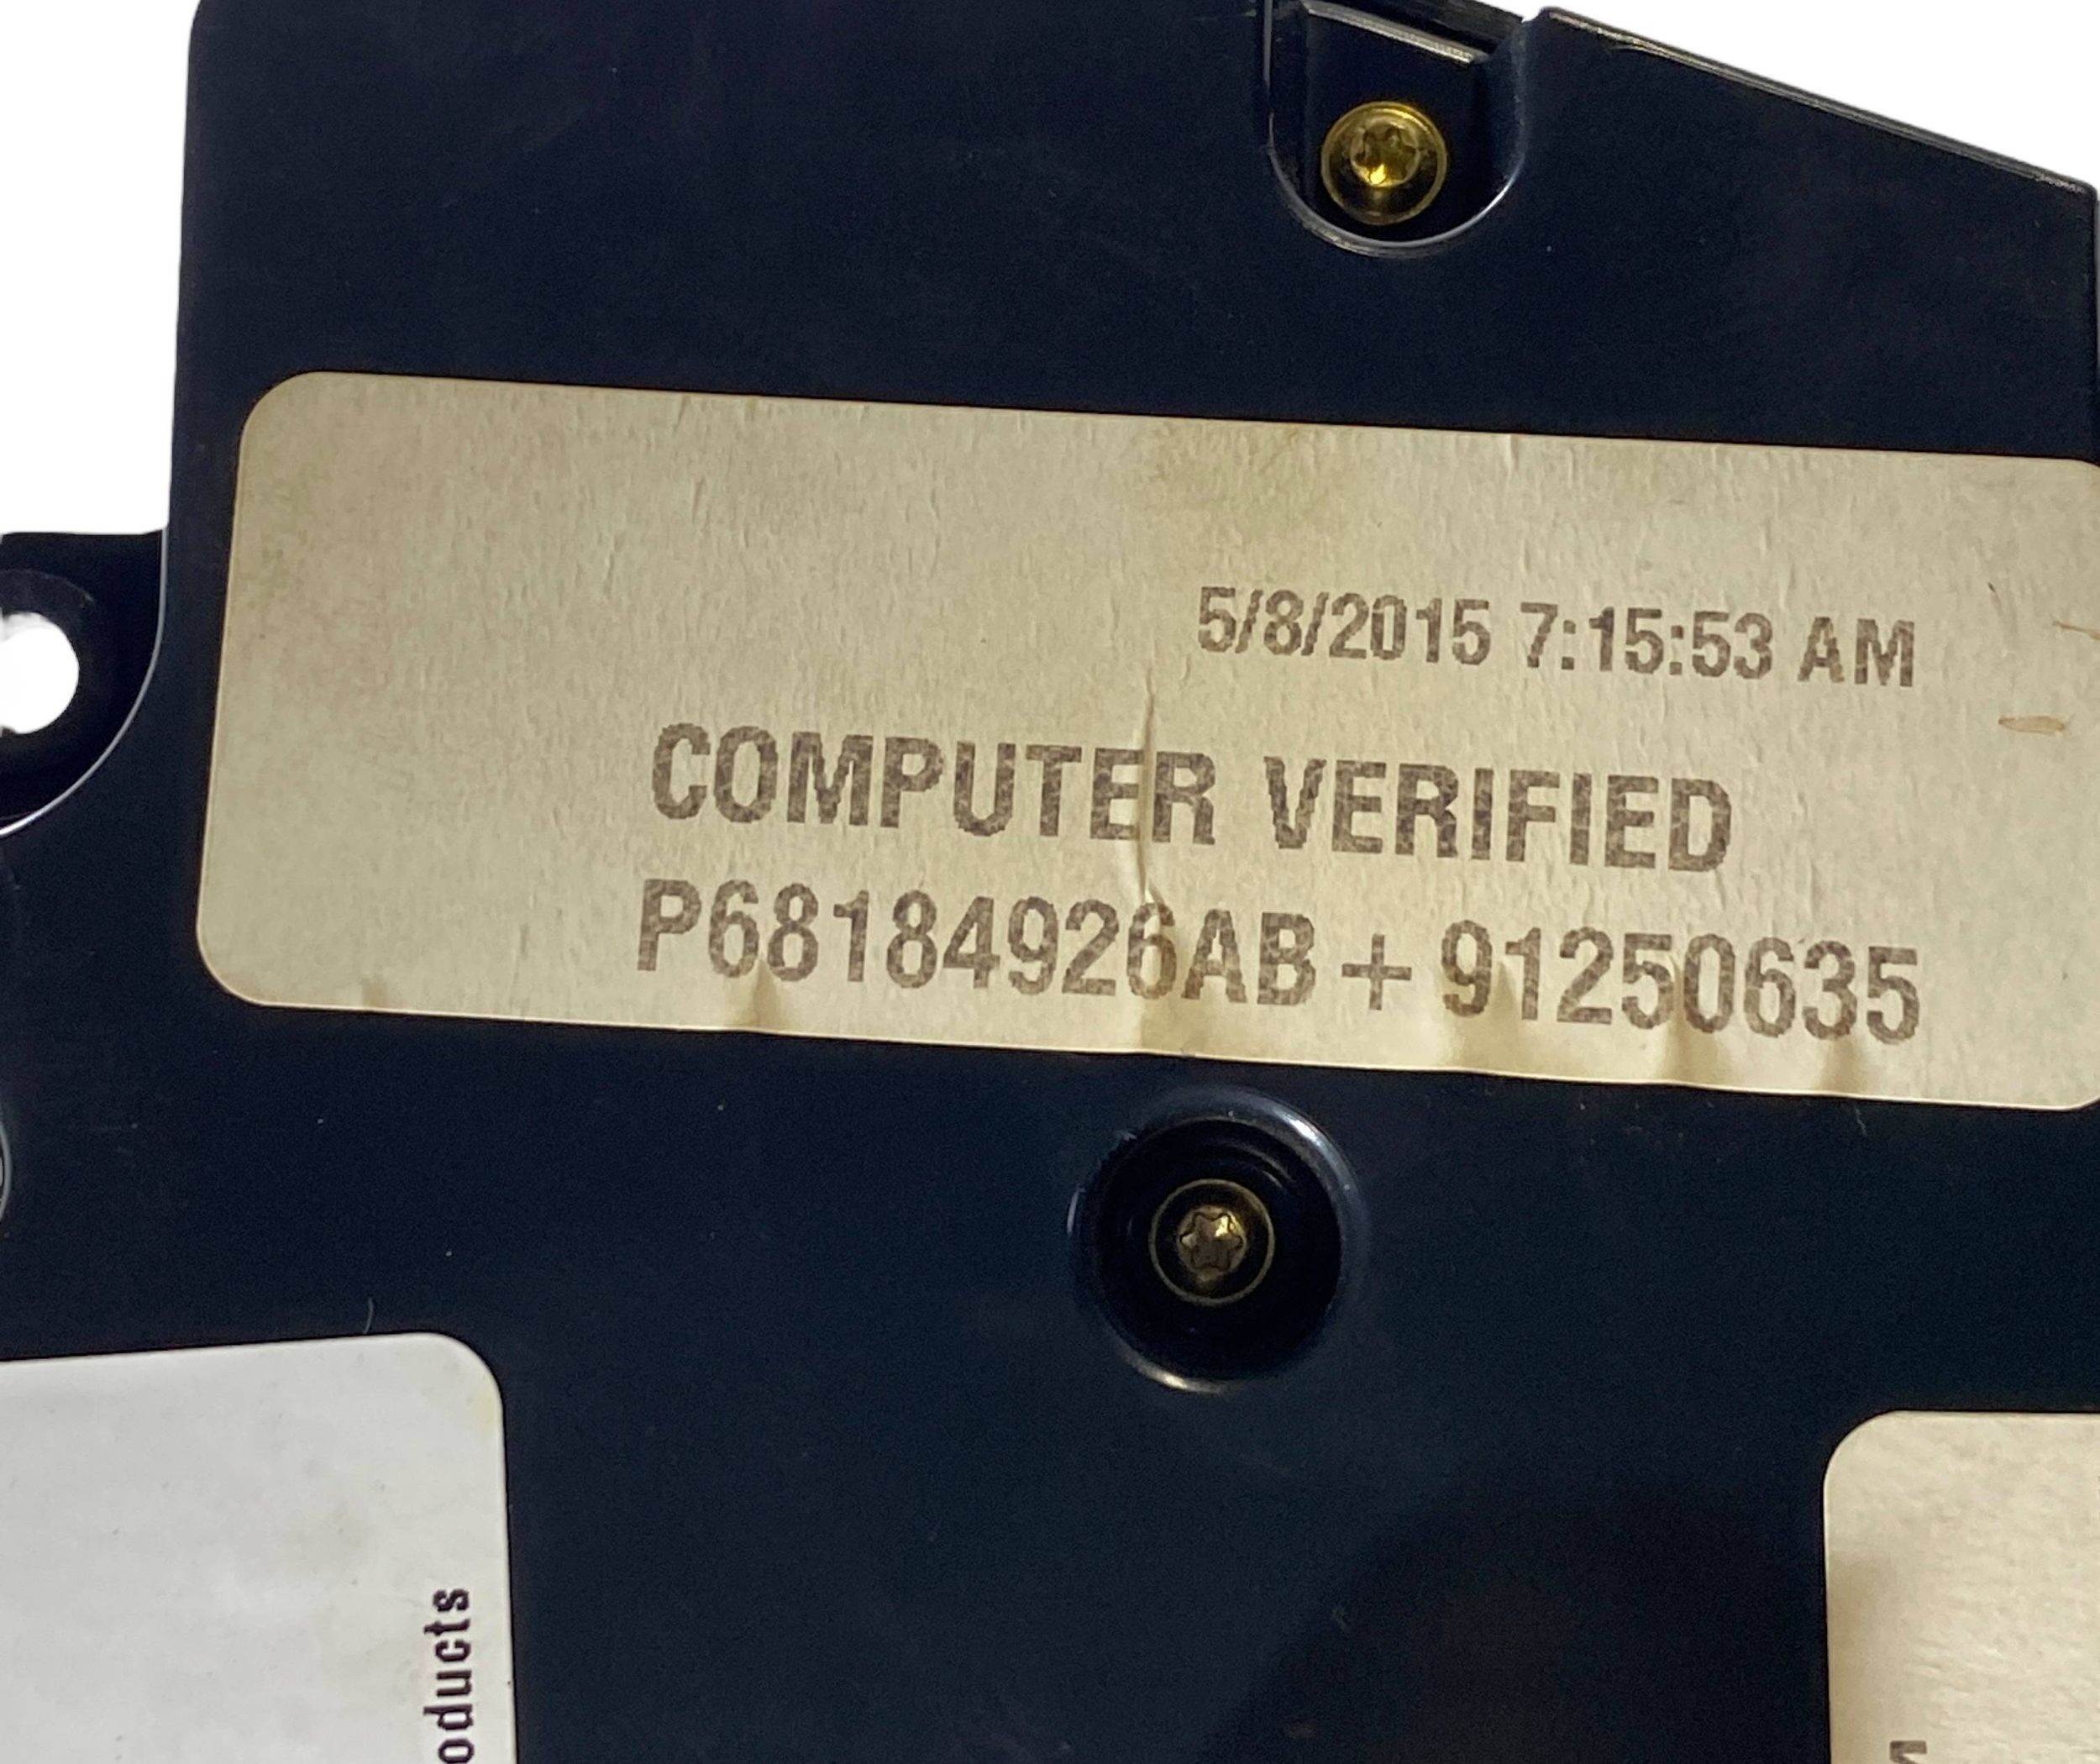 5/8/2015 7:15:53 AM
COMPUTER VERIFIED
P68184926AB + 91250635
oducts